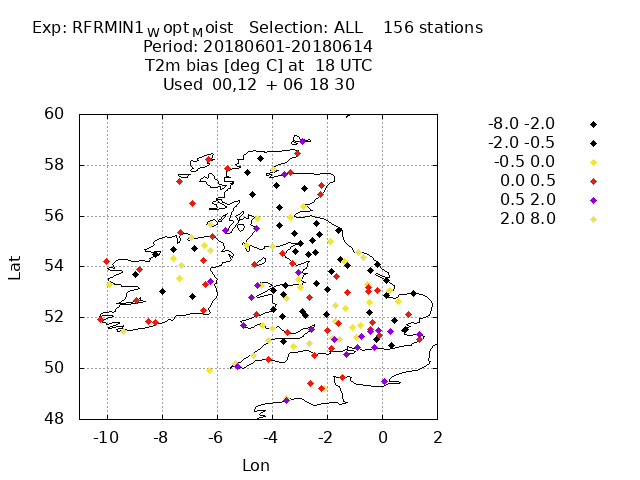 Exp: RFRMIN1WoptMoist Selection: ALL 156 stations
Period: 20180601-20180614
T2m bias [deg C] at 18 UTC
Used 00,12 + 06 18 30
60
58
56
54
52
50
48
-10 -8 -6 -4 -2 0 2
Lat
Lon
-8.0 -2.0
-2.0 -0.5
-0.5 0.0
0.0 0.5
0.5 2.0
2.0 8.0